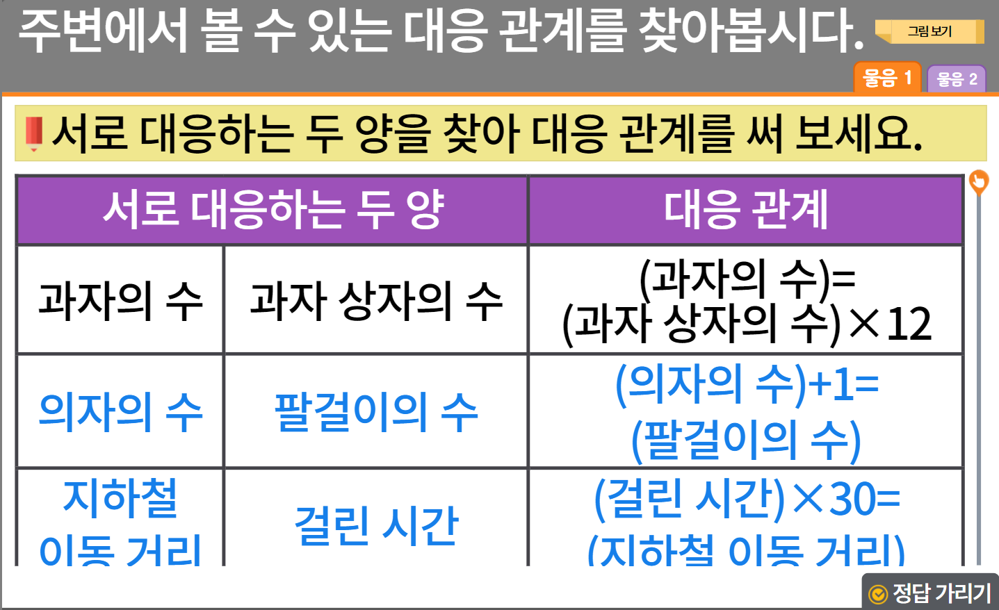 주변에서 볼 수 있는 대응 관계를 찾아봅시다.
그림 보기
물음 1
물음 2
서로 대응하는 두 양을 찾아 대응 관계를 써 보세요.
서로 대응하는 두 양
대응 관계
과자의 수
과자 상자의 수
(과자의 수)=
(과자 상자의 수)×12
의자의 수
팔걸이의 수
(의자의 수)+1=
(팔걸이의 수)
지하철
이동 거리
걸린 시간
(걸린 시간)×30=
(지하철 이동 거리)
정답 가리기